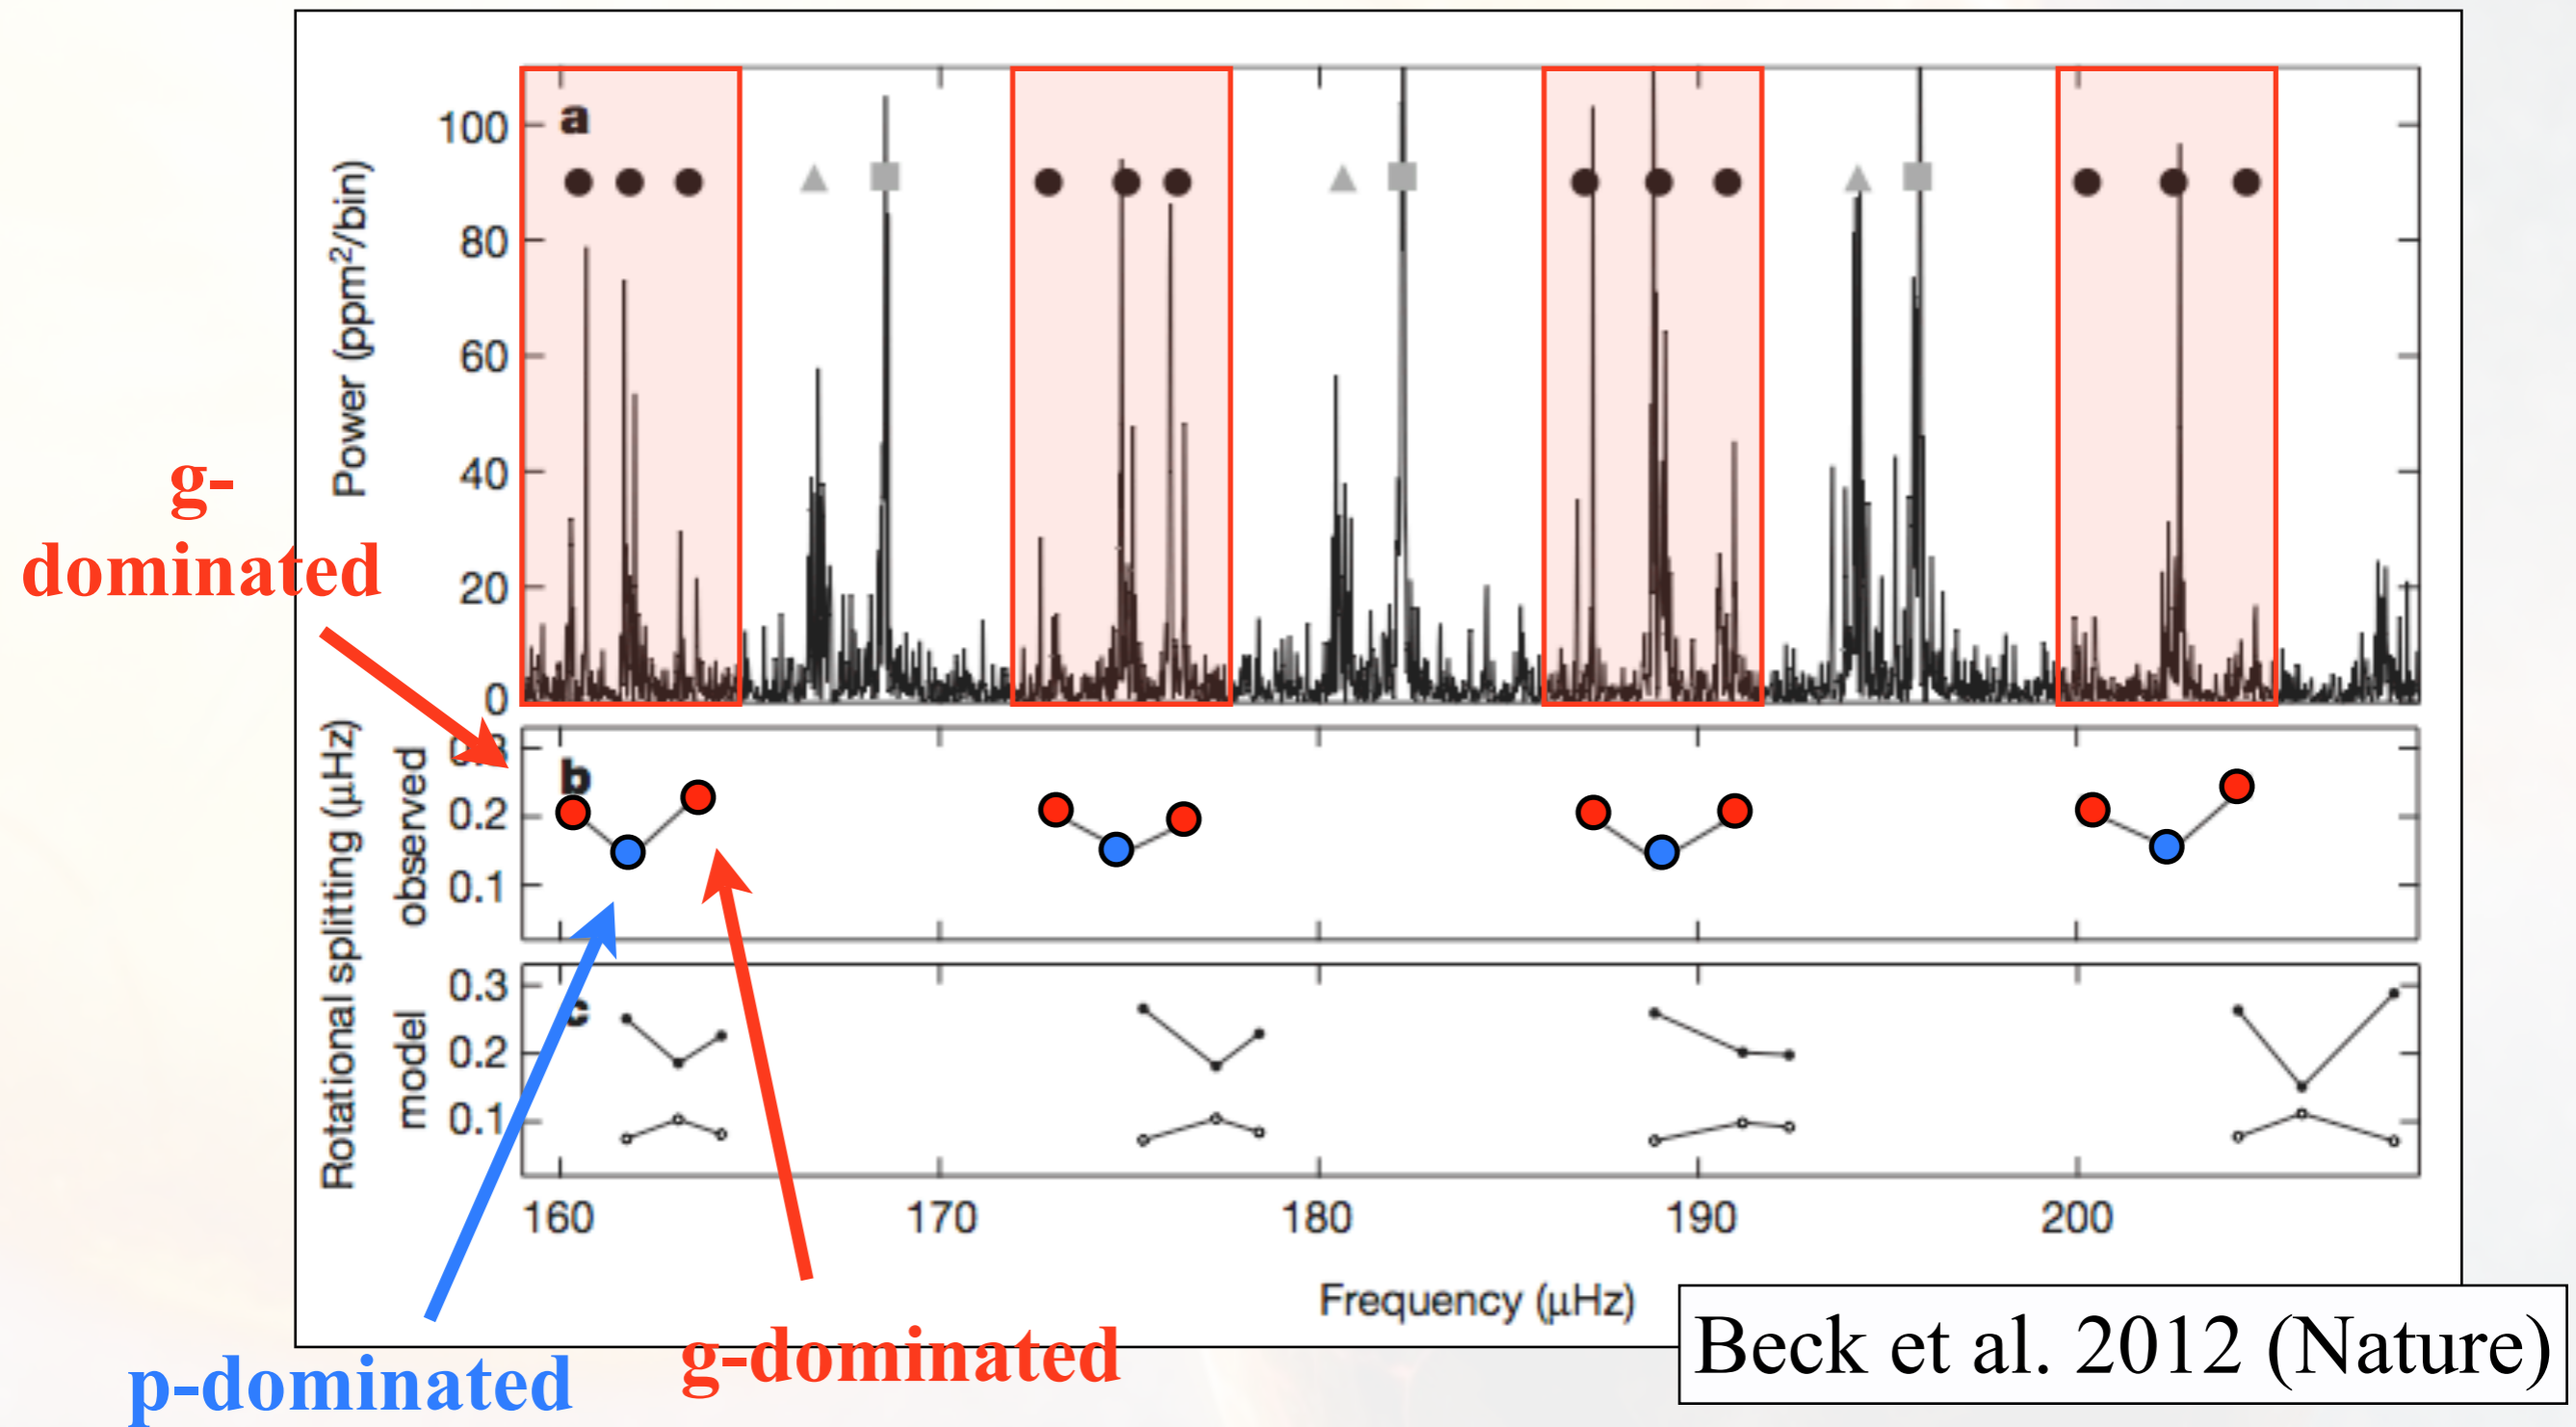 a
100
80
60
40
20
0
Power (ppm²/bin)
g-
dominated
b
0.3
0.2
0.1
observed
Rotational splitting (µHz)
c
0.3
0.2
0.1
model
160 170 180 190 200
Frequency (µHz)
p-dominated
g-dominated
Beck et al. 2012 (Nature)